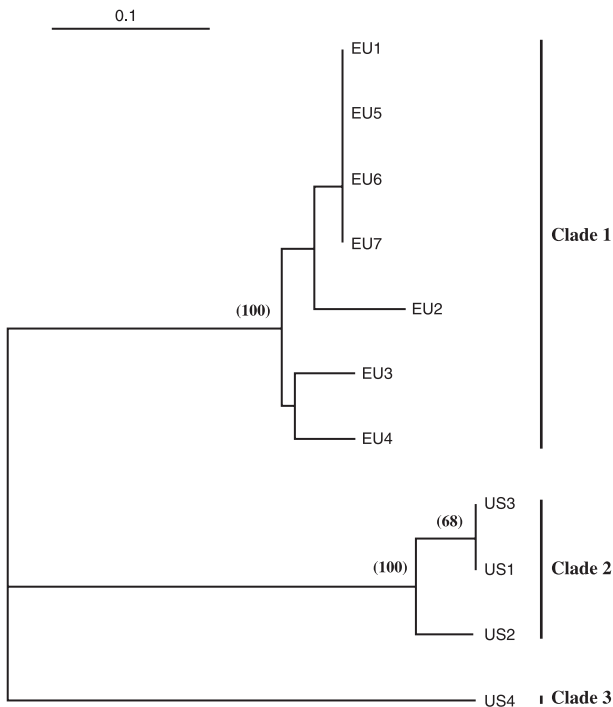 0.1
EU1
EU5
EU6
EU7
Clade 1
(100)
EU2
EU3
EU4
US3
(68)
(100)
US1
Clade 2
US2
US4
Clade 3